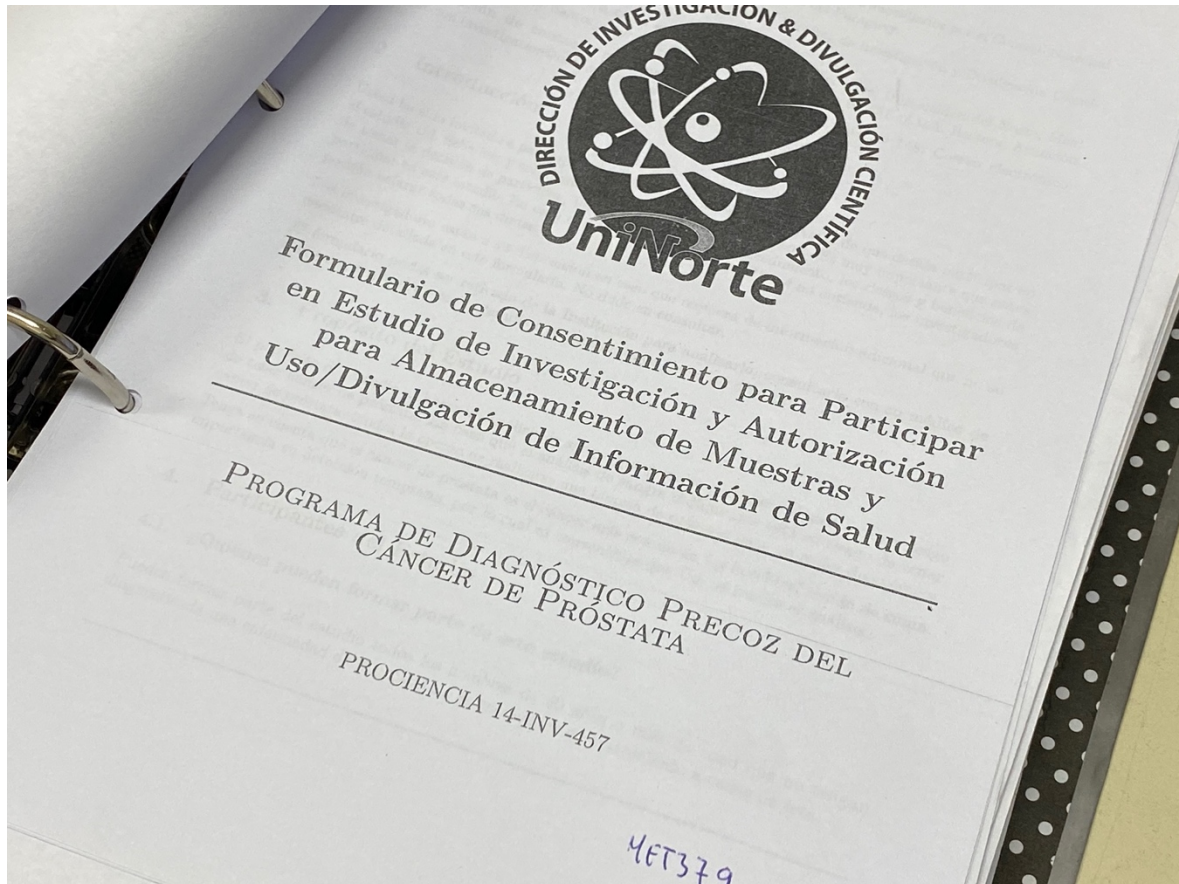 DIRECCIÓN DE INVESTIGACIÓN & DIVULGACIÓN CIENTÍFICA
UniNorte
Formulario de Consentimiento para Participar
en Estudio de Investigación y Autorización
para Almacenamiento de Muestras y
Uso/Divulgación de Información de Salud
PROGRAMA DE DIAGNÓSTICO PRECOZ DEL
CÁNCER DE PRÓSTATA
PROCIENCIA 14-INV-457
MET379